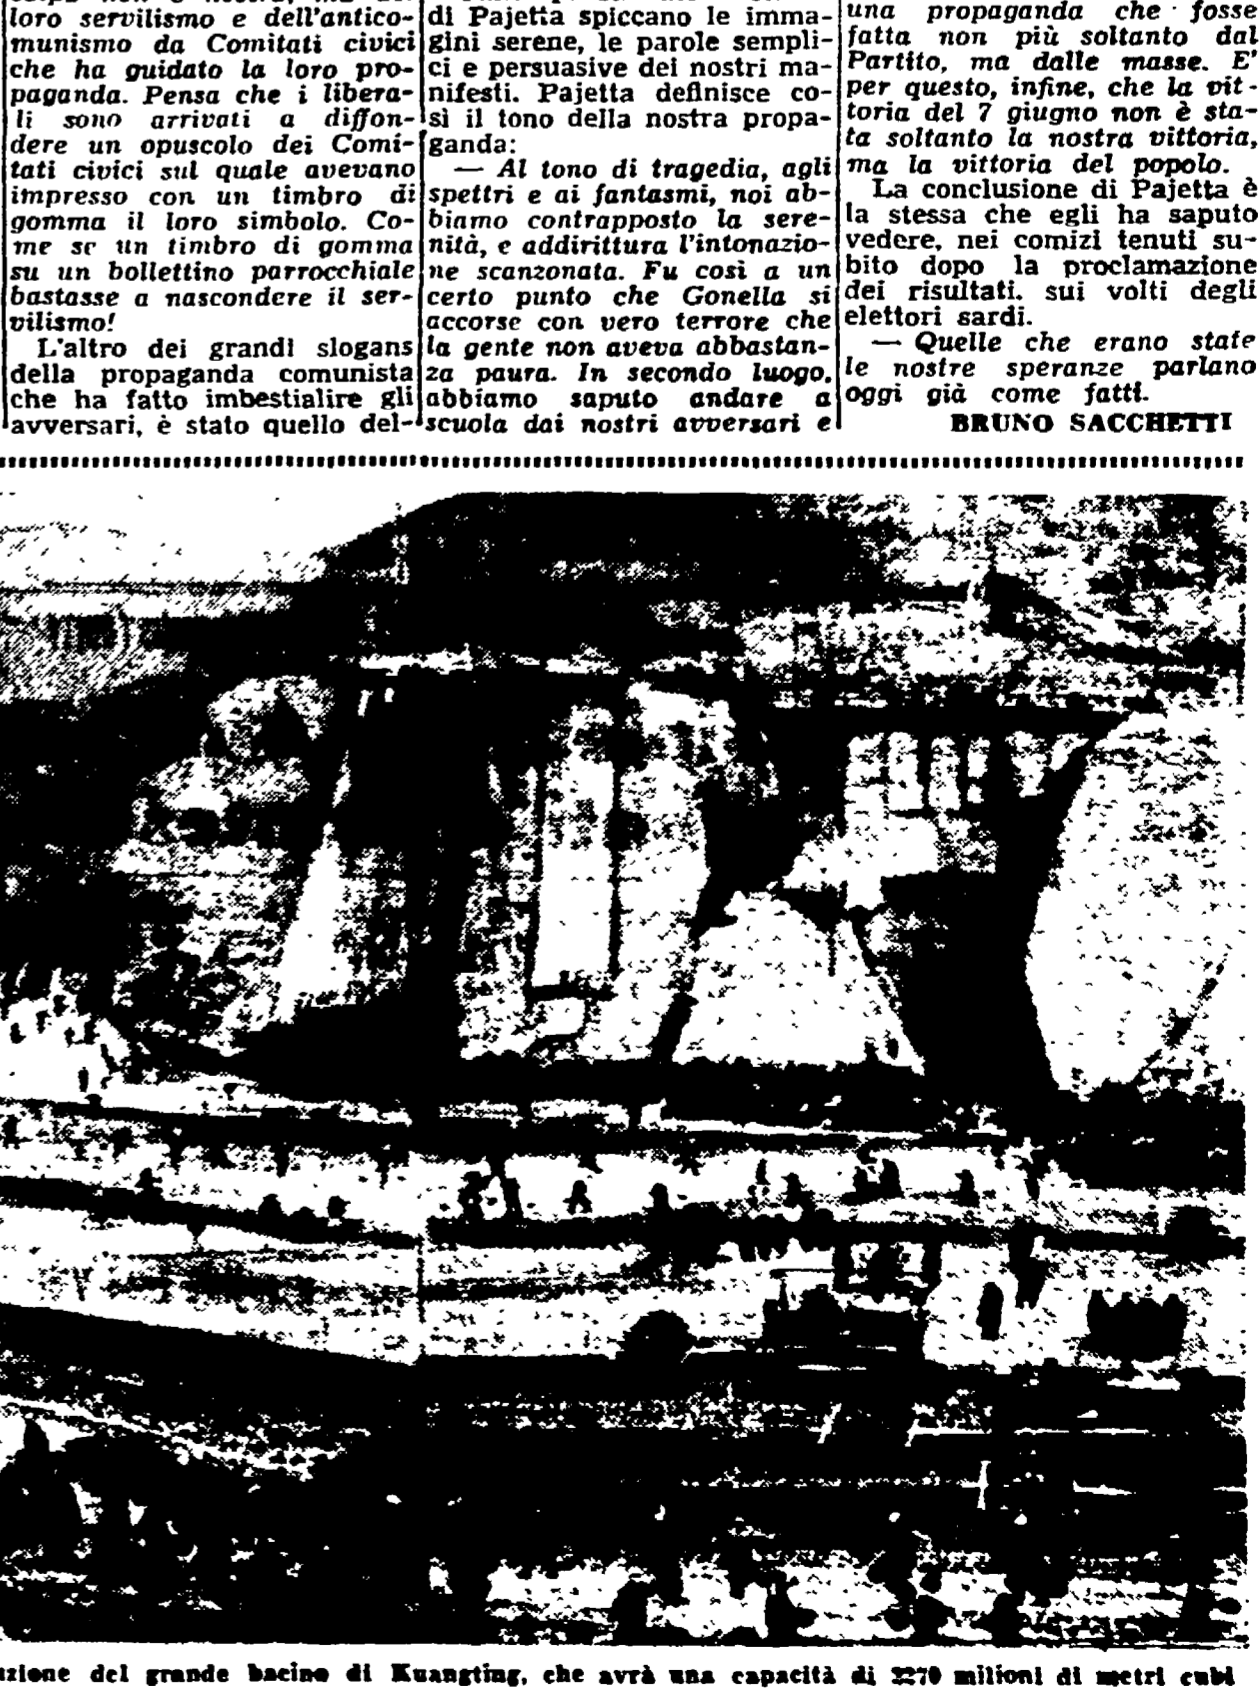 loro servilismo e dell'antico-
munismo da Comitati civici
che ha guidato la loro pro-
paganda. Pensa che i libera-
li sono arrivati a diffon-
dere un opuscolo dei Comi-
tati civici sul quale avevano
impresso con un timbro di
gomma il loro simbolo. Co-
me se un timbro di gomma
su un bollettino parrocchiale
bastasse a nascondere il ser-
vilismo!
L'altro dei grandi slogans
della propaganda comunista
che ha fatto imbestialire gli
avversari, è stato quello del-
di Pajetta spiccano le imma-
gini serene, le parole sempli-
ci e persuasive dei nostri ma-
nifesti. Pajetta definisce co-
sì il tono della nostra propa-
ganda:
— Al tono di tragedia, agli
spettri e ai fantasmi, noi ab-
biamo contrapposto la sere-
nità, e addirittura l'intonazio-
ne scanzonata. Fu così a un
certo punto che Gonella si
accorse con vero terrore che
la gente non aveva abbastan-
za paura. In secondo luogo,
abbiamo saputo andare a
scuola dai nostri avversari e
una propaganda che fosse
fatta non più soltanto dal
Partito, ma dalle masse. E'
per questo, infine, che la vit-
toria del 7 giugno non è sta-
ta soltanto la nostra vittoria,
ma la vittoria del popolo.
La conclusione di Pajetta è
la stessa che egli ha saputo
vedere, nei comizi tenuti su-
bito dopo la proclamazione
dei risultati. sui volti degli
elettori sardi.
— Quelle che erano state
le nostre speranze parlano
oggi già come fatti.
BRUNO SACCHETTI
azione del grande bacino di Kuangting, che avrà una capacità di 2270 milioni di metri cubi